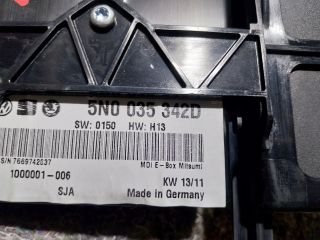 5N0 035 342D
SW: 0150 HW: H13
S/N 7669742637
MDI E-Box Mitsumi
1000001-006
KW 13/11
SJA
Made in Germany